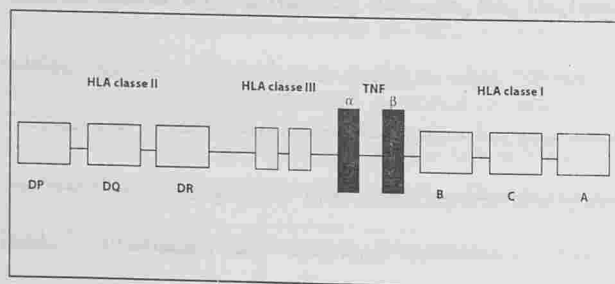 HLA classe II HLA classe III TNF HLA classe I
α β
DP DQ DR B C A